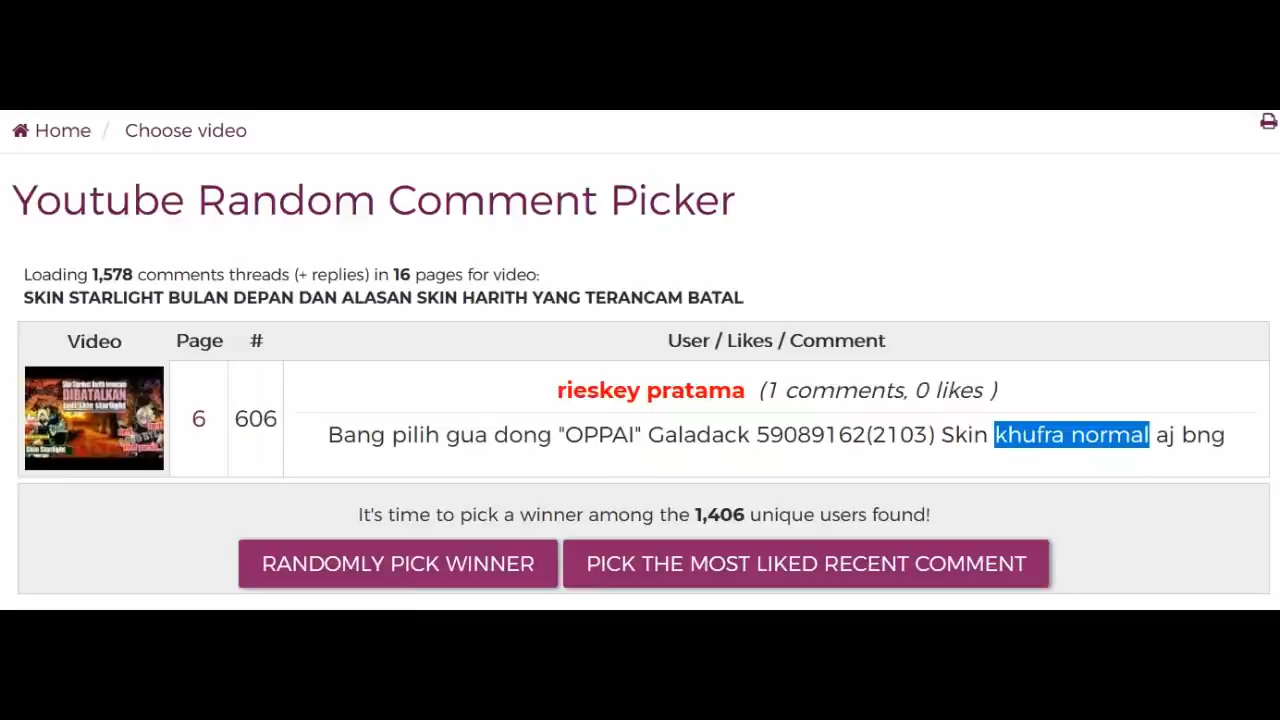 Home / Choose video
Youtube Random Comment Picker
Loading 1,578 comments threads (+ replies) in 16 pages for video:
SKIN STARLIGHT BULAN DEPAN DAN ALASAN SKIN HARITH YANG TERANCAM BATAL
Video Page # User / Likes / Comment
DIBATALKAN
6 606 rieskey pratama (1 comments, 0 likes )
Bang pilih gua dong "OPPAI" Galadack 59089162(2103) Skin khufra normal aj bng
It's time to pick a winner among the 1,406 unique users found!
RANDOMLY PICK WINNER PICK THE MOST LIKED RECENT COMMENT